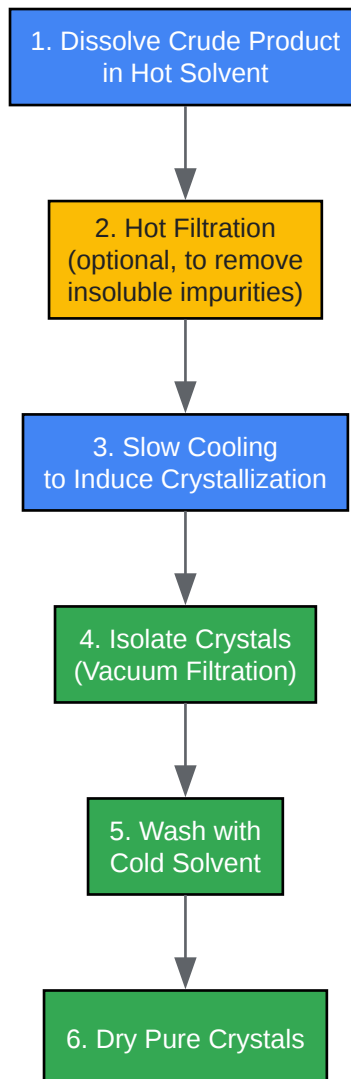 1. Dissolve Crude Product
in Hot Solvent
2. Hot Filtration
(optional, to remove
insoluble impurities)
3. Slow Cooling
to Induce Crystallization
4. Isolate Crystals
(Vacuum Filtration)
5. Wash with
Cold Solvent
6. Dry Pure Crystals